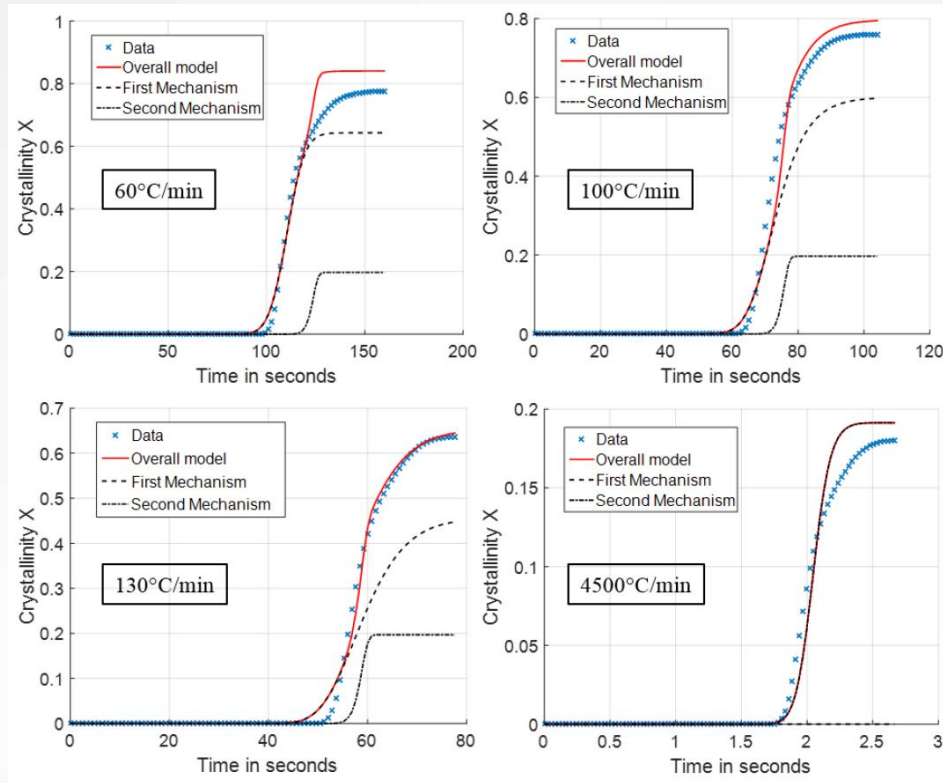 1
0.8
0.6
0.4
0.2
0
Crystallinity X
Data
Overall model
First Mechanism
Second Mechanism
60°C/min
0 50 100 150 200
Time in seconds
0.8
0.6
0.4
0.2
0
Crystallinity X
Data
Overall model
First Mechanism
Second Mechanism
100°C/min
0 20 40 60 80 100 120
Time in seconds
0.7
0.6
0.5
0.4
0.3
0.2
0.1
0
Crystallinity X
Data
Overall model
First Mechanism
Second Mechanism
130°C/min
0 20 40 60 80
Time in seconds
0.2
0.15
0.1
0.05
0
Crystallinity X
Data
Overall model
First Mechanism
Second Mechanism
4500°C/min
0 0.5 1 1.5 2 2.5 3
Time in seconds